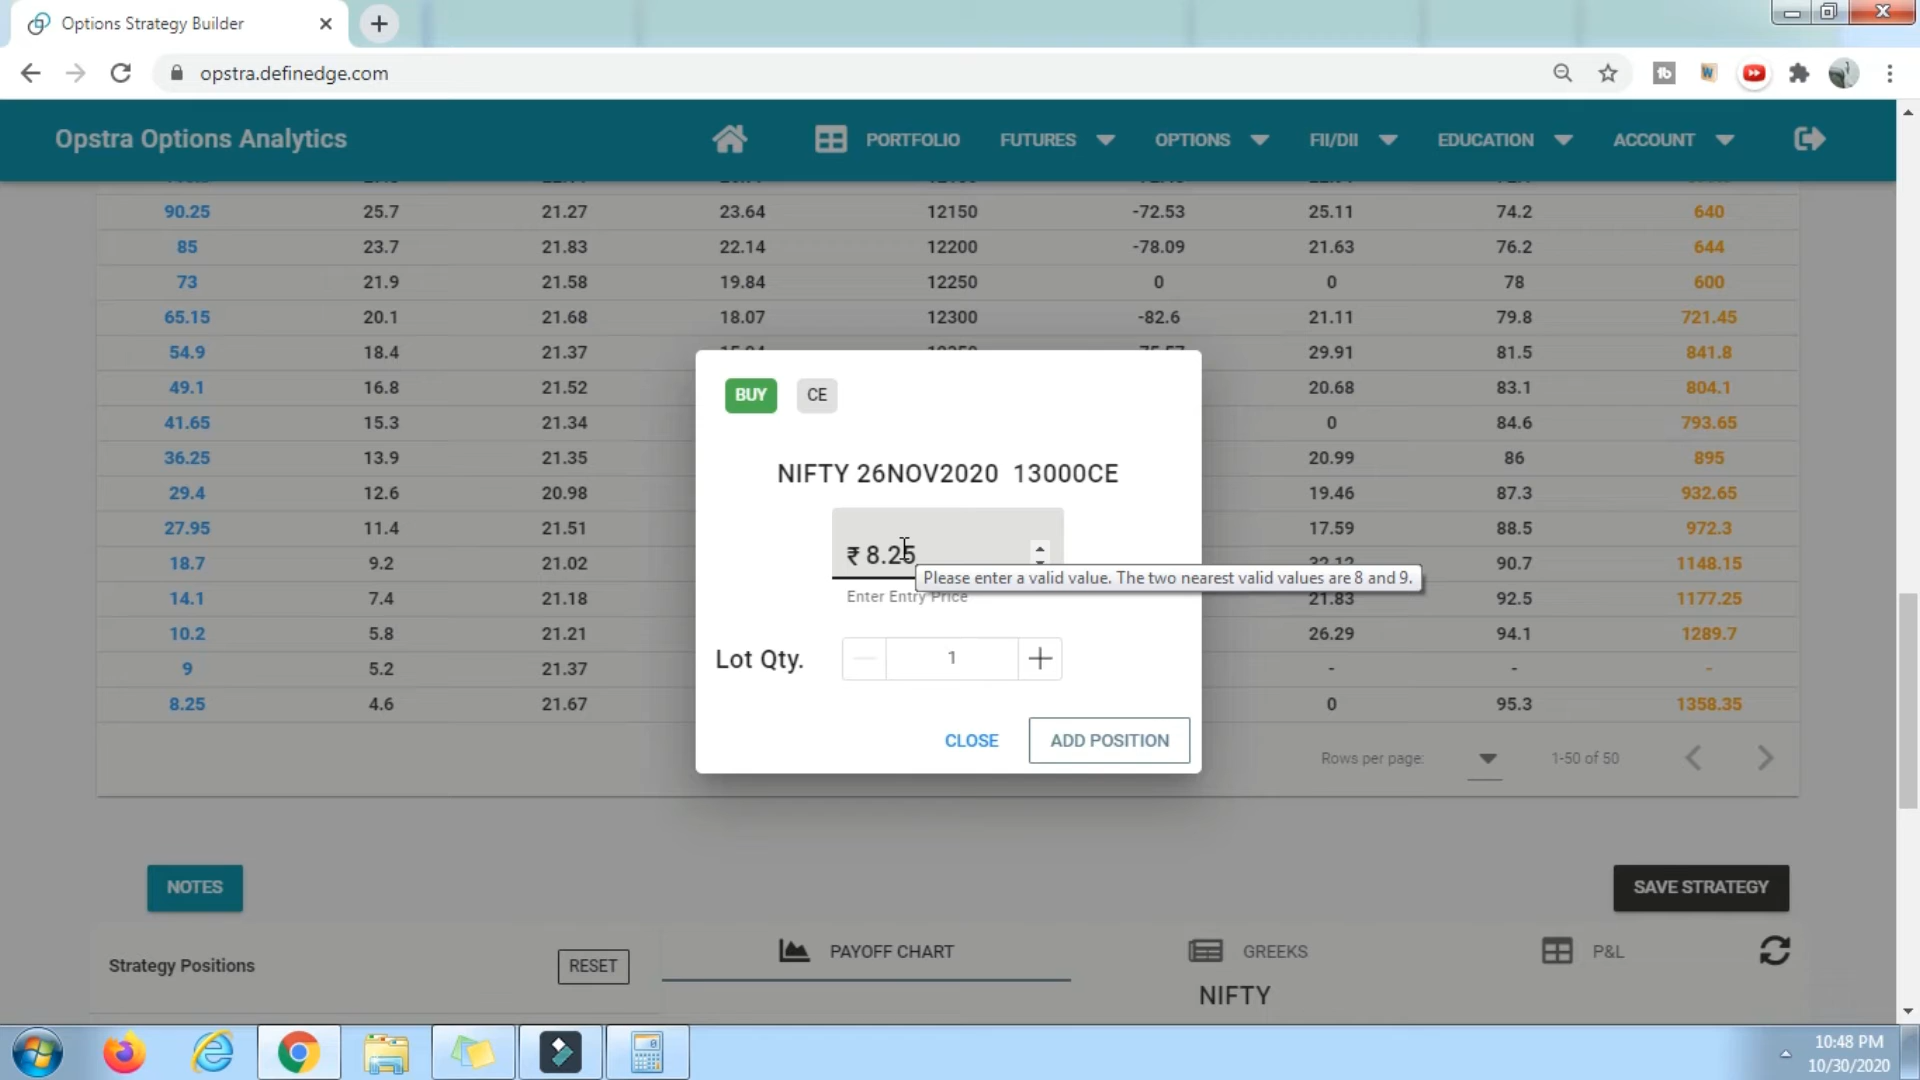 Options Strategy Builder
opstra.definedge.com
Opstra Options Analytics
PORTFOLIO FUTURES OPTIONS FII/DII EDUCATION ACCOUNT
90.25 25.7 21.27 23.64 12150 -72.53 25.11 74.2 640
85 23.7 21.83 22.14 12200 -78.09 21.63 76.2 644
73 21.9 21.58 19.84 12250 0 0 78 600
65.15 20.1 21.68 18.07 12300 -82.6 21.11 79.8 721.45
54.9 18.4 21.37 29.91 81.5 841.8
49.1 16.8 21.52 20.68 83.1 804.1
41.65 15.3 21.34 0 84.6 793.65
36.25 13.9 21.35 20.99 86 895
29.4 12.6 20.98 19.46 87.3 932.65
27.95 11.4 21.51 17.59 88.5 972.3
18.7 9.2 21.02 90.7 1148.15
14.1 7.4 21.18 21.83 92.5 1177.25
10.2 5.8 21.21 26.29 94.1 1289.7
9 5.2 21.37 - - -
8.25 4.6 21.67 0 95.3 1358.35
BUY CE
NIFTY 26NOV2020 13000CE
₹ 8.25
Please enter a valid value. The two nearest valid values are 8 and 9.
Enter Entry Price
Lot Qty. 1
CLOSE ADD POSITION
Rows per page: 1-50 of 50
NOTES
SAVE STRATEGY
Strategy Positions RESET
PAYOFF CHART GREEKS P&L
NIFTY
10:48 PM
10/30/2020